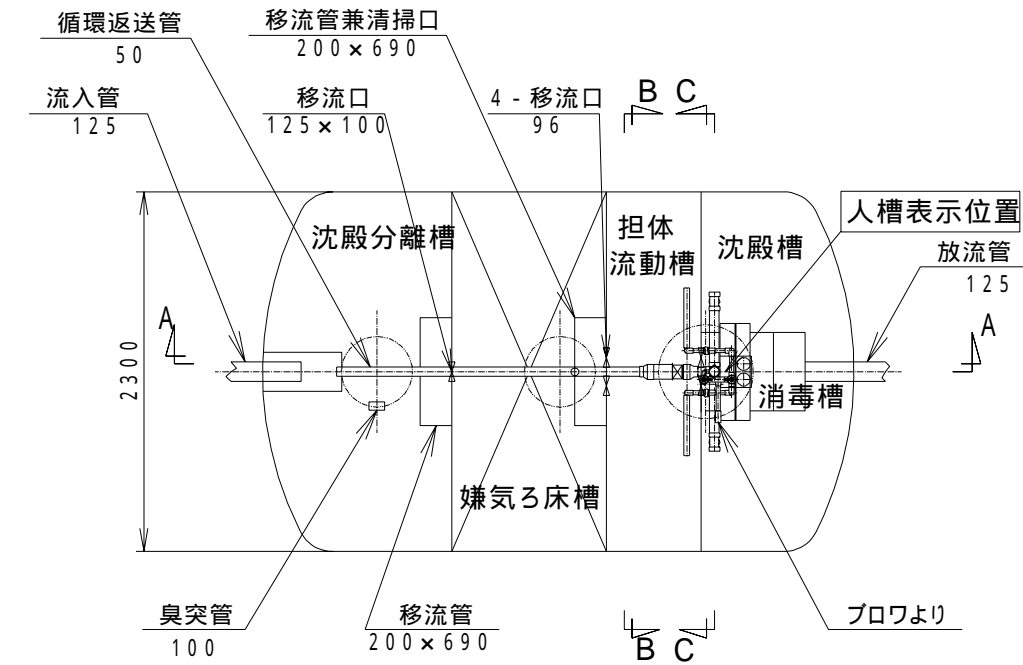 循環返送管
50
移流管兼清掃口
200×690
流入管
125
移流口
125×100
4-移流口
96
B C
人槽表示位置
沈殿分離槽
担体
流動槽
沈殿槽
放流管
125
A
A
2300
消毒槽
嫌気ろ床槽
臭突管
100
移流管
200×690
B C
ブロワより